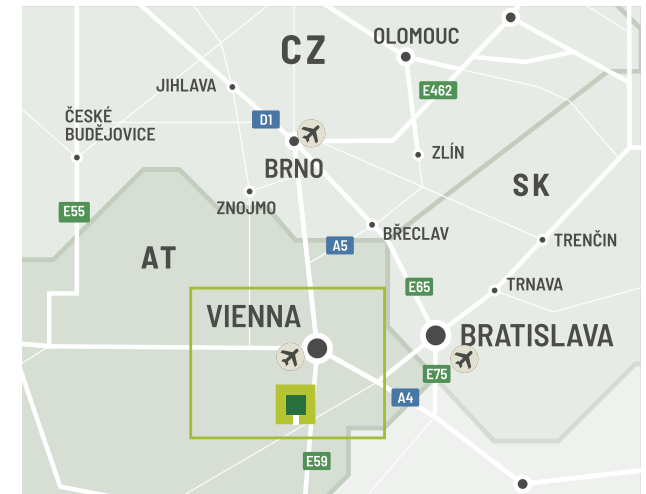 OLOMOUC
CZ
JIHLAVA
E462
ČESKÉ
BUDĚJOVICE
D1
ZLÍN
BRNO
SK
ZNOJMO
E55
BŘECLAV
TRENČIN
A5
AT
TRNAVA
E65
VIENNA
BRATISLAVA
E75
A4
E59